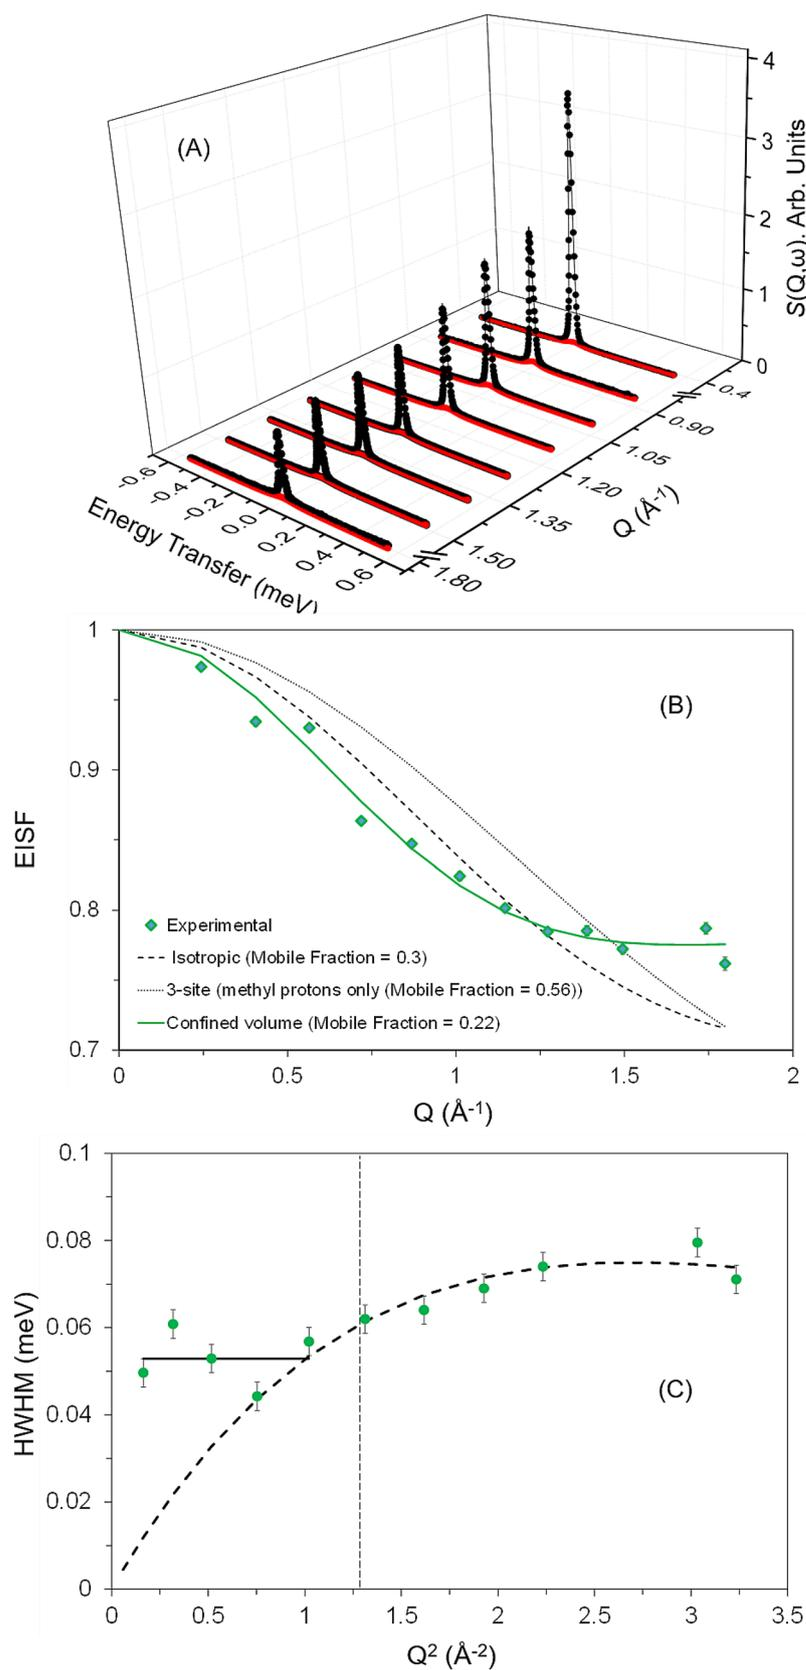 (A)
4
3
2
1
0
S(Q,ω). Arb. Units
-0.6
-0.4
-0.2
0.0
0.2
0.4
0.6
Energy Transfer (meV)
0.4
0.90
1.05
1.20
1.35
1.50
1.80
Q (Å-1)
1
0.9
0.8
0.7
EISF
(B)
Experimental
Isotropic (Mobile Fraction = 0.3)
3-site (methyl protons only (Mobile Fraction = 0.56))
Confined volume (Mobile Fraction = 0.22)
0 0.5 1 1.5 2
Q (Å-1)
0.1
0.08
0.06
0.04
0.02
0
HWHM (meV)
(C)
0 0.5 1 1.5 2 2.5 3 3.5
Q2 (Å-2)